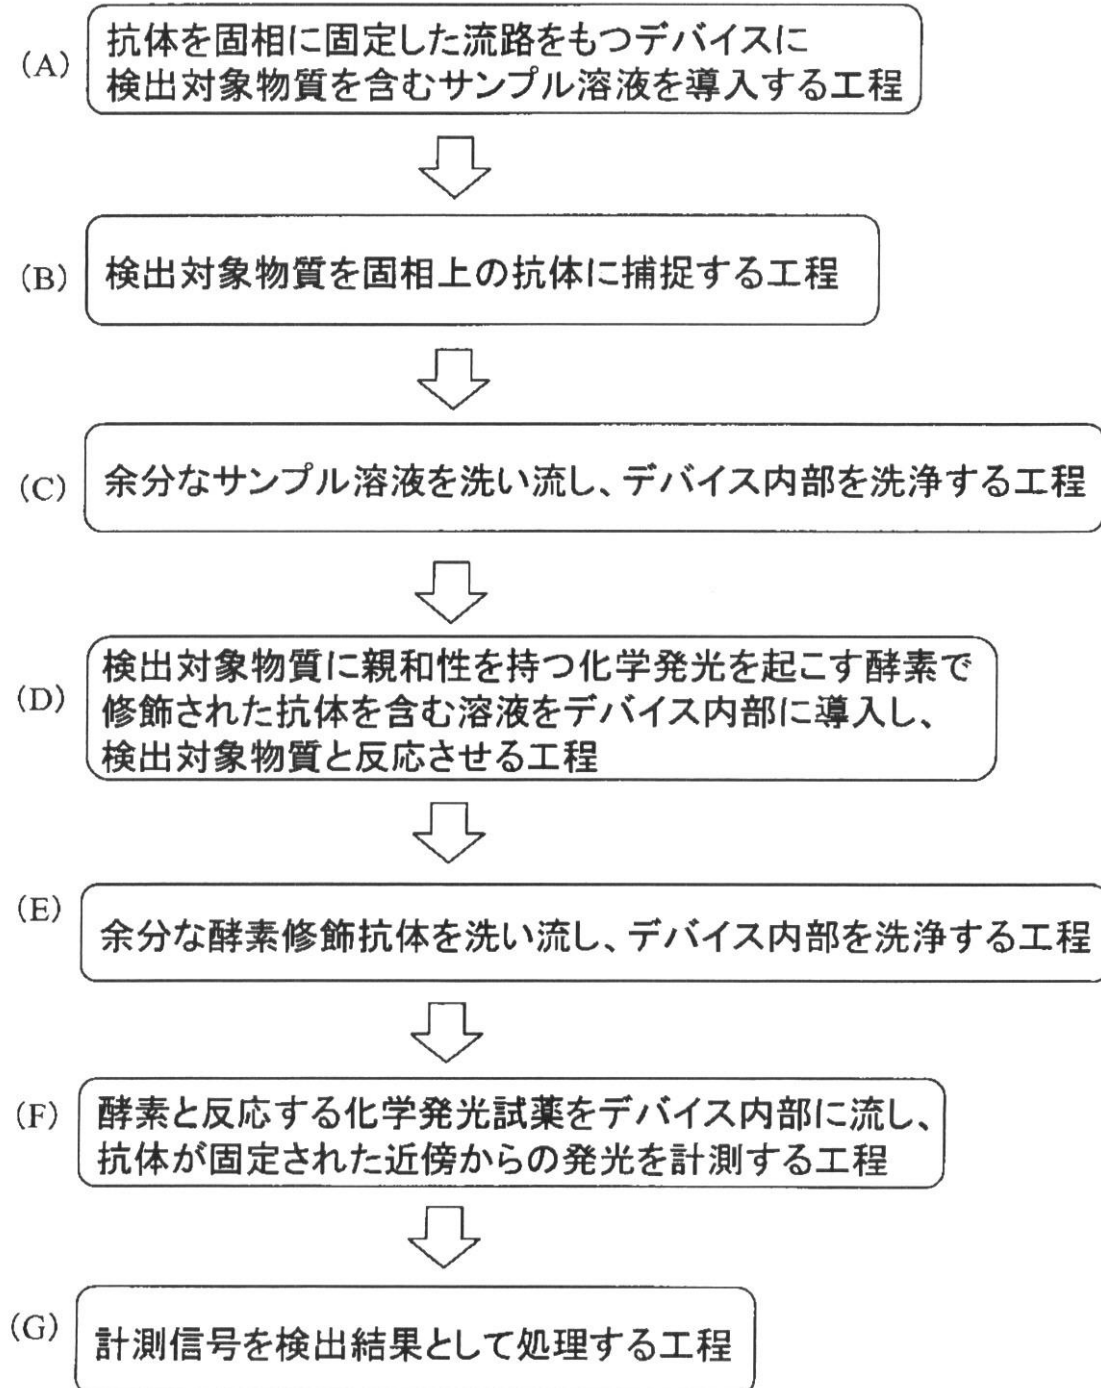 (A)
抗体を固相に固定した流路をもつデバイスに
検出対象物質を含むサンプル溶液を導入する工程
(B)
検出対象物質を固相上の抗体に捕捉する工程
(C)
余分なサンプル溶液を洗い流し、デバイス内部を洗浄する工程
(D)
検出対象物質に親和性を持つ化学発光を起こす酵素で
修飾された抗体を含む溶液をデバイス内部に導入し、
検出対象物質と反応させる工程
(E)
余分な酵素修飾抗体を洗い流し、デバイス内部を洗浄する工程
(F)
酵素と反応する化学発光試薬をデバイス内部に流し、
抗体が固定された近傍からの発光を計測する工程
(G)
計測信号を検出結果として処理する工程